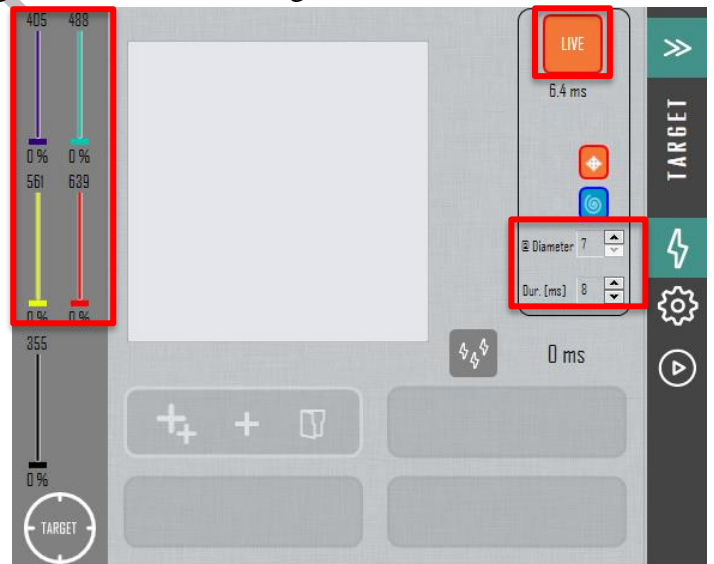 405 488
0 % 0 %
561 639
0 % 0 %
355
0 %
TARGET
LIVE
6.4 ms
Diameter 7
Dur. [ms] 8
0 ms
TARGET